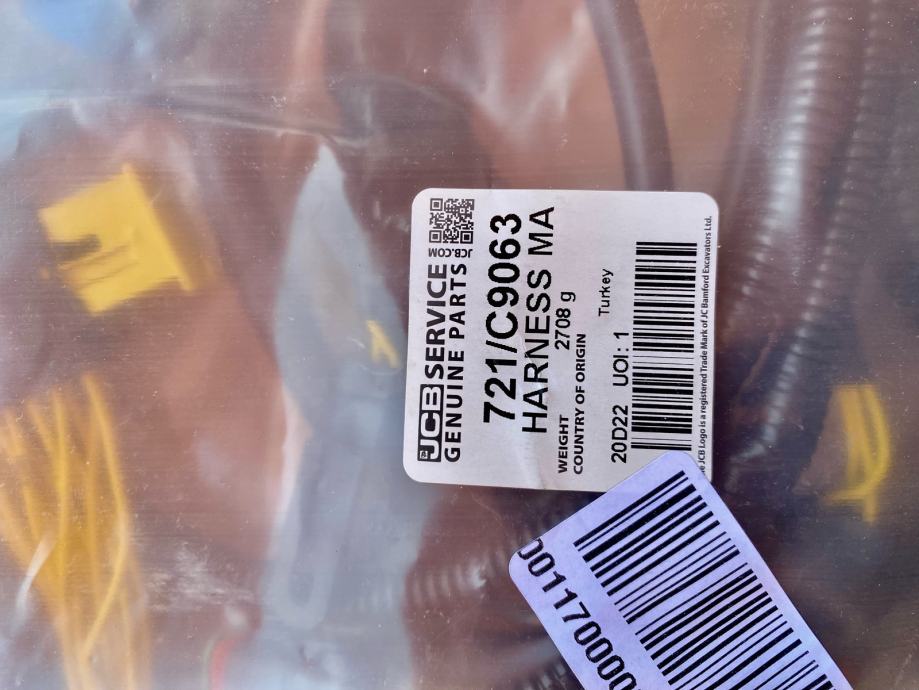 JCB SERVICE
GENUINE PARTS
JCB.COM
721/C9063
HARNESS MA
WEIGHT 2708 g
COUNTRY OF ORIGIN Turkey
20D22 UOI: 1
JCB Logo is a registered Trade Mark of JC Bamford Excavators Ltd.